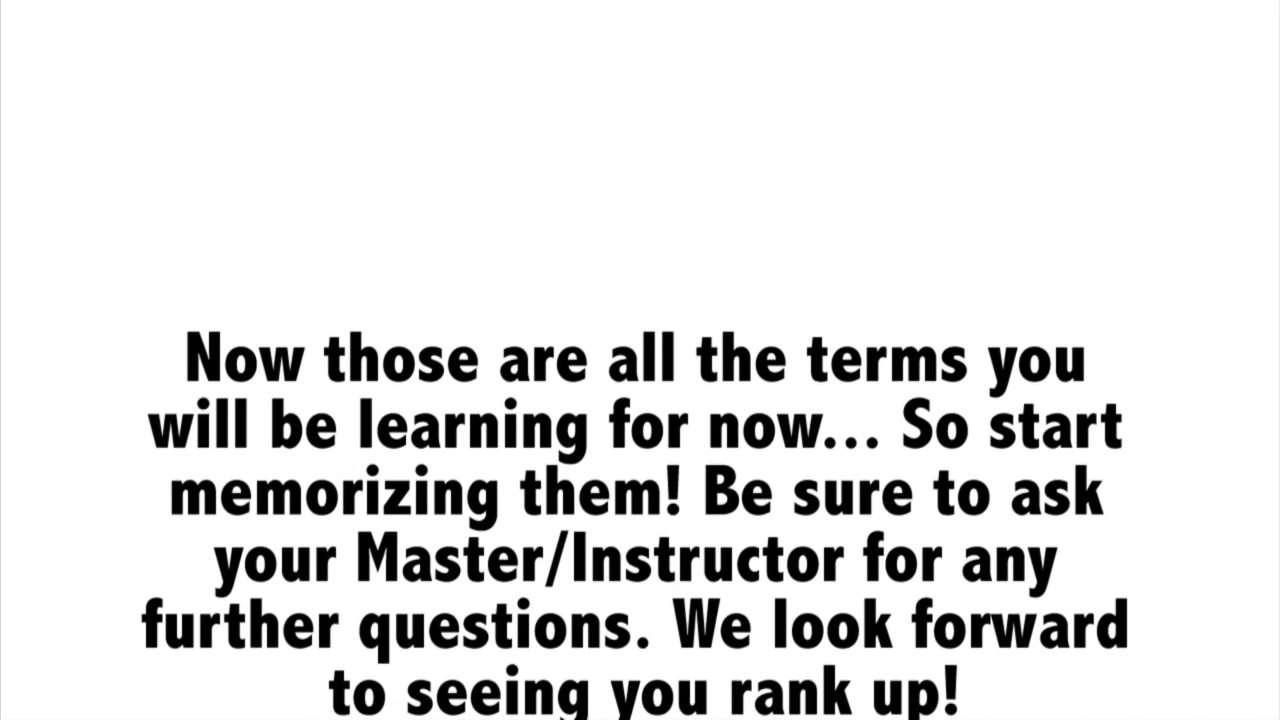 Now those are all the terms you
will be learning for now... So start
memorizing them! Be sure to ask
your Master/Instructor for any
further questions. We look forward
to seeing you rank up!